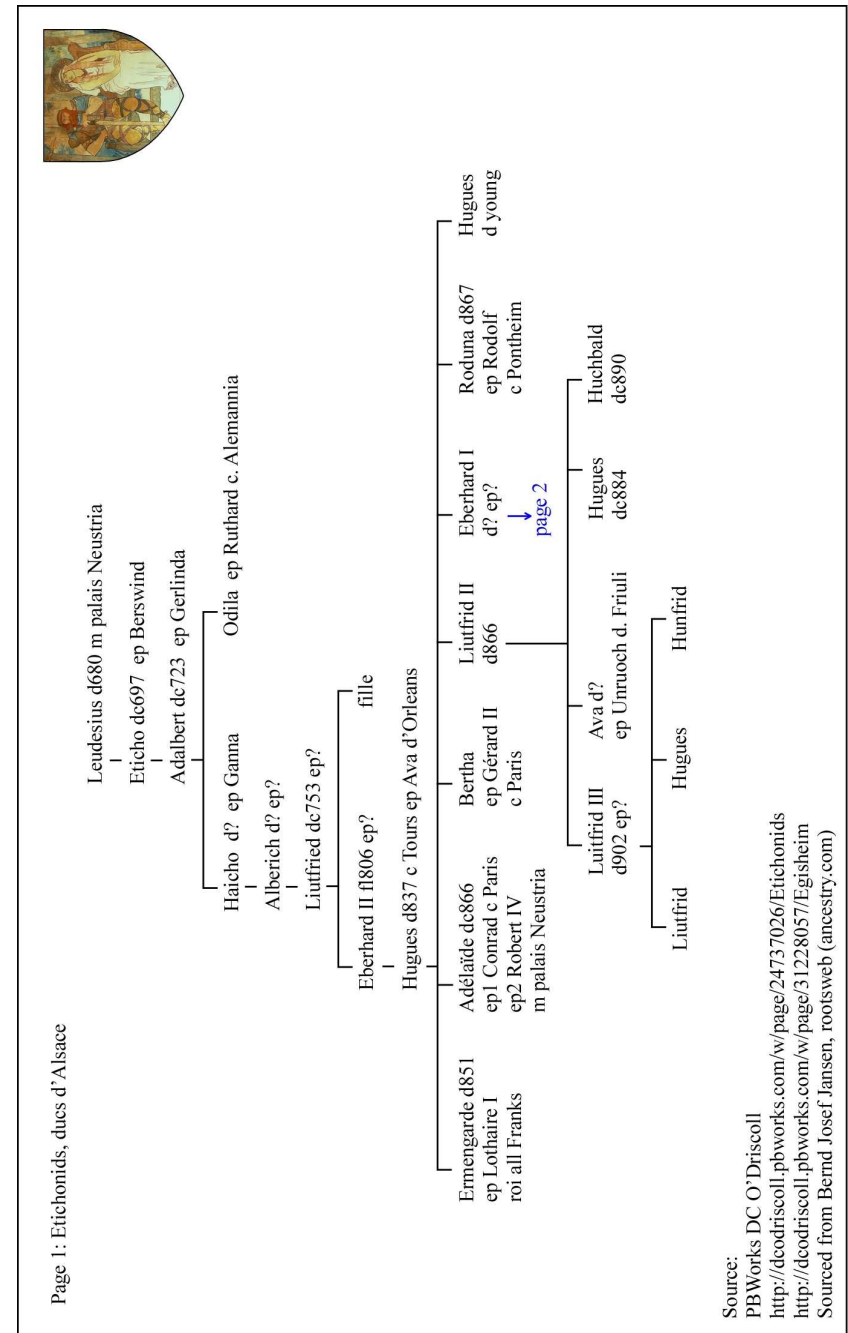 Page 1: Etichonids, ducs d'Alsace
Leudesius d680 m palais Neustria
Eticho dc697 ep Berswind
Adalbert dc723 ep Gerlinda
Haicho d? ep Ganna
Odila ep Ruthard c. Alemannia
Alberich d? ep?
Liutfried dc753 ep?
Eberhard II fl806 ep?
fille
Hugues d837 c Tours ep Ava d'Orleans
Ermengarde d851
ep Lothaire I
roi all Franks
Adélaïde dc866
ep1 Conrad c Paris
ep2 Robert IV
m palais Neustria
Bertha
ep Gérard II
c Paris
Liutfrid II
d866
Eberhard I
d? ep?
page 2
Roduna d867
ep Rodolf
c Pontheim
Hugues
d young
Luitfrid III
d902 ep?
Ava d?
ep Unruoch d. Friuli
Hugues
dc884
Huchbald
dc890
Liutfrid
Hugues
Hunfrid
Source:
PBWorks DC O'Driscoll
http://dcodriscoll.pbworks.com/w/page/24737026/Etichonids
http://dcodriscoll.pbworks.com/w/page/31228057/Egisheim
Sourced from Bernd Josef Jansen, rootsweb (ancestry.com)